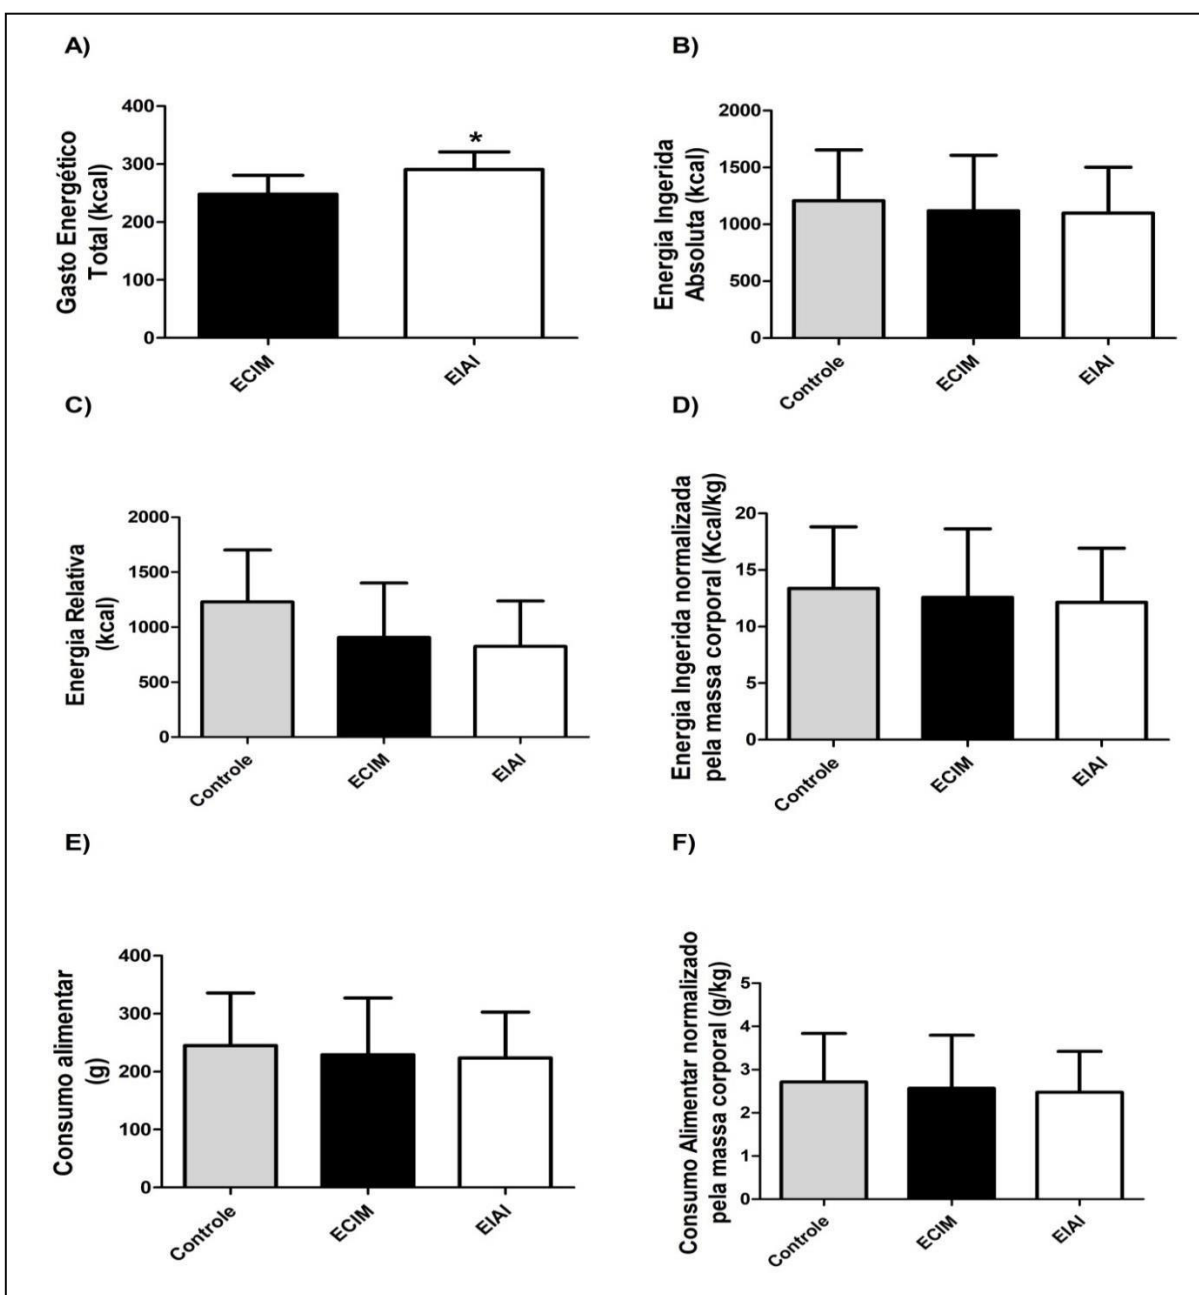 A)
Gasto Energético
Total (kcal)
400
300
200
100
0
*
ECIM
EIAI
B)
Energia Ingerida
Absoluta (kcal)
2000
1500
1000
500
0
Controle
ECIM
EIAI
C)
Energia Relativa
(kcal)
2000
1500
1000
500
0
Controle
ECIM
EIAI
D)
Energia Ingerida normalizada
pela massa corporal (Kcal/kg)
20
15
10
5
0
Controle
ECIM
EIAI
E)
Consumo alimentar
(g)
400
300
200
100
0
Controle
ECIM
EIAI
F)
Consumo Alimentar normalizado
pela massa corporal (g/kg)
5
4
3
2
1
0
Controle
ECIM
EIAI